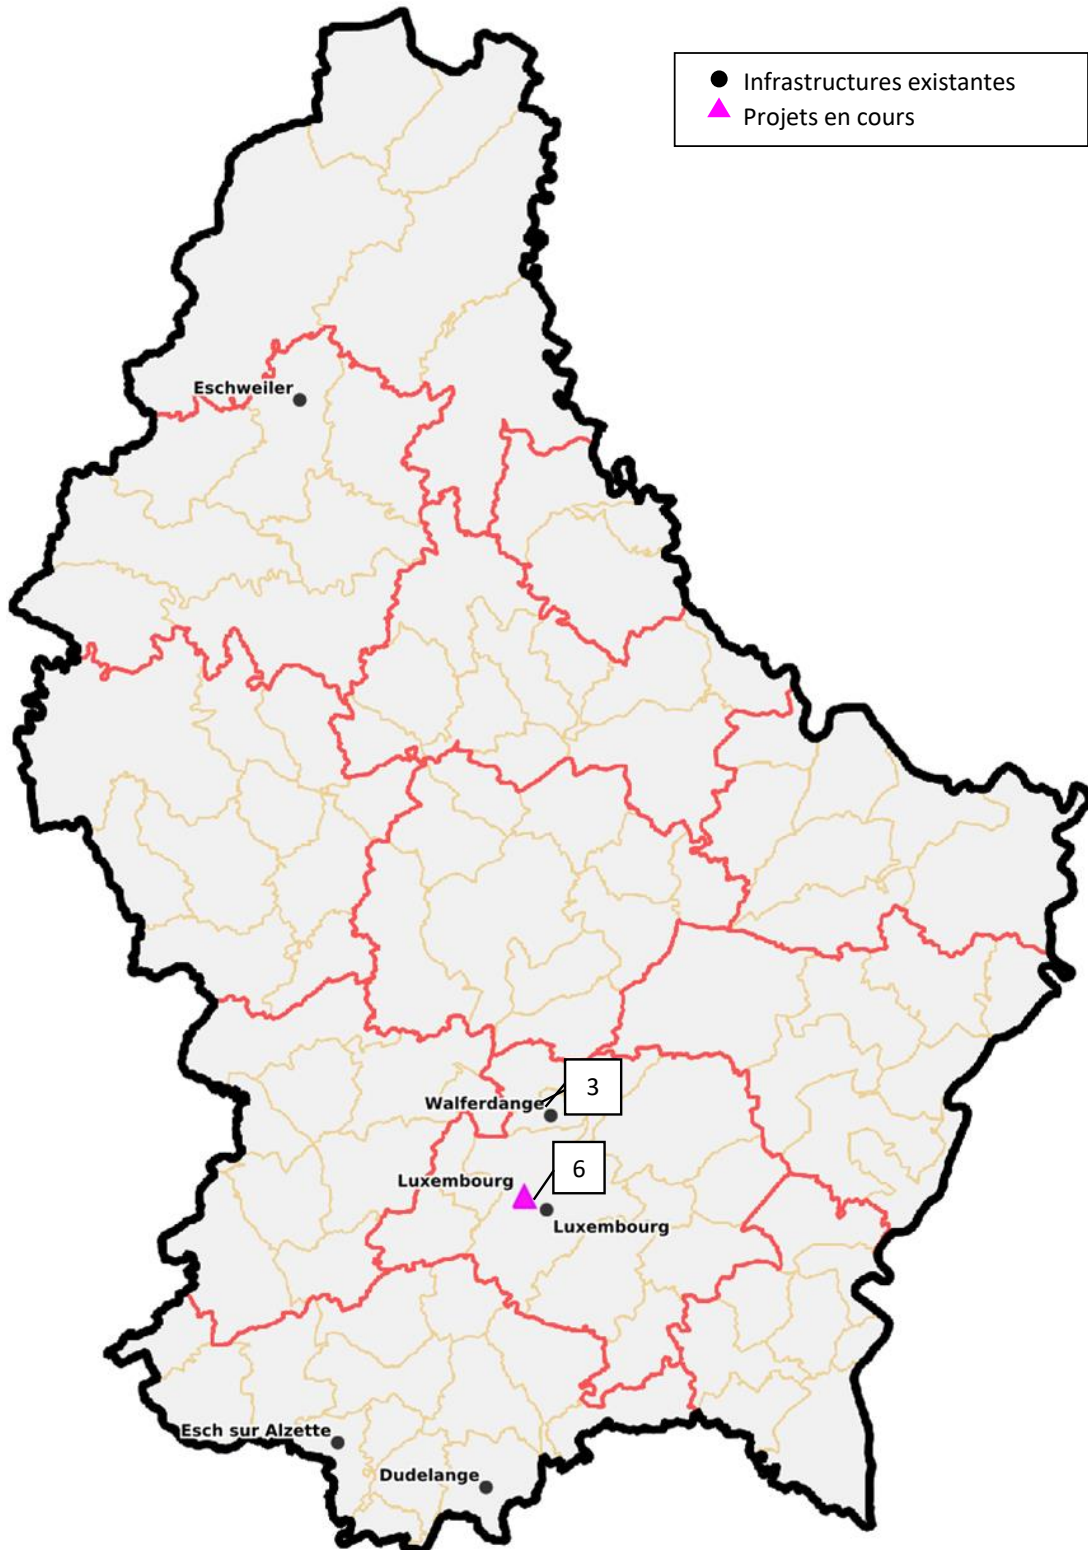 Infrastructures existantes
Projets en cours
Eschweiler
3
Walferdange
6
Luxembourg
Luxembourg
Esch sur Alzette
Dudelange